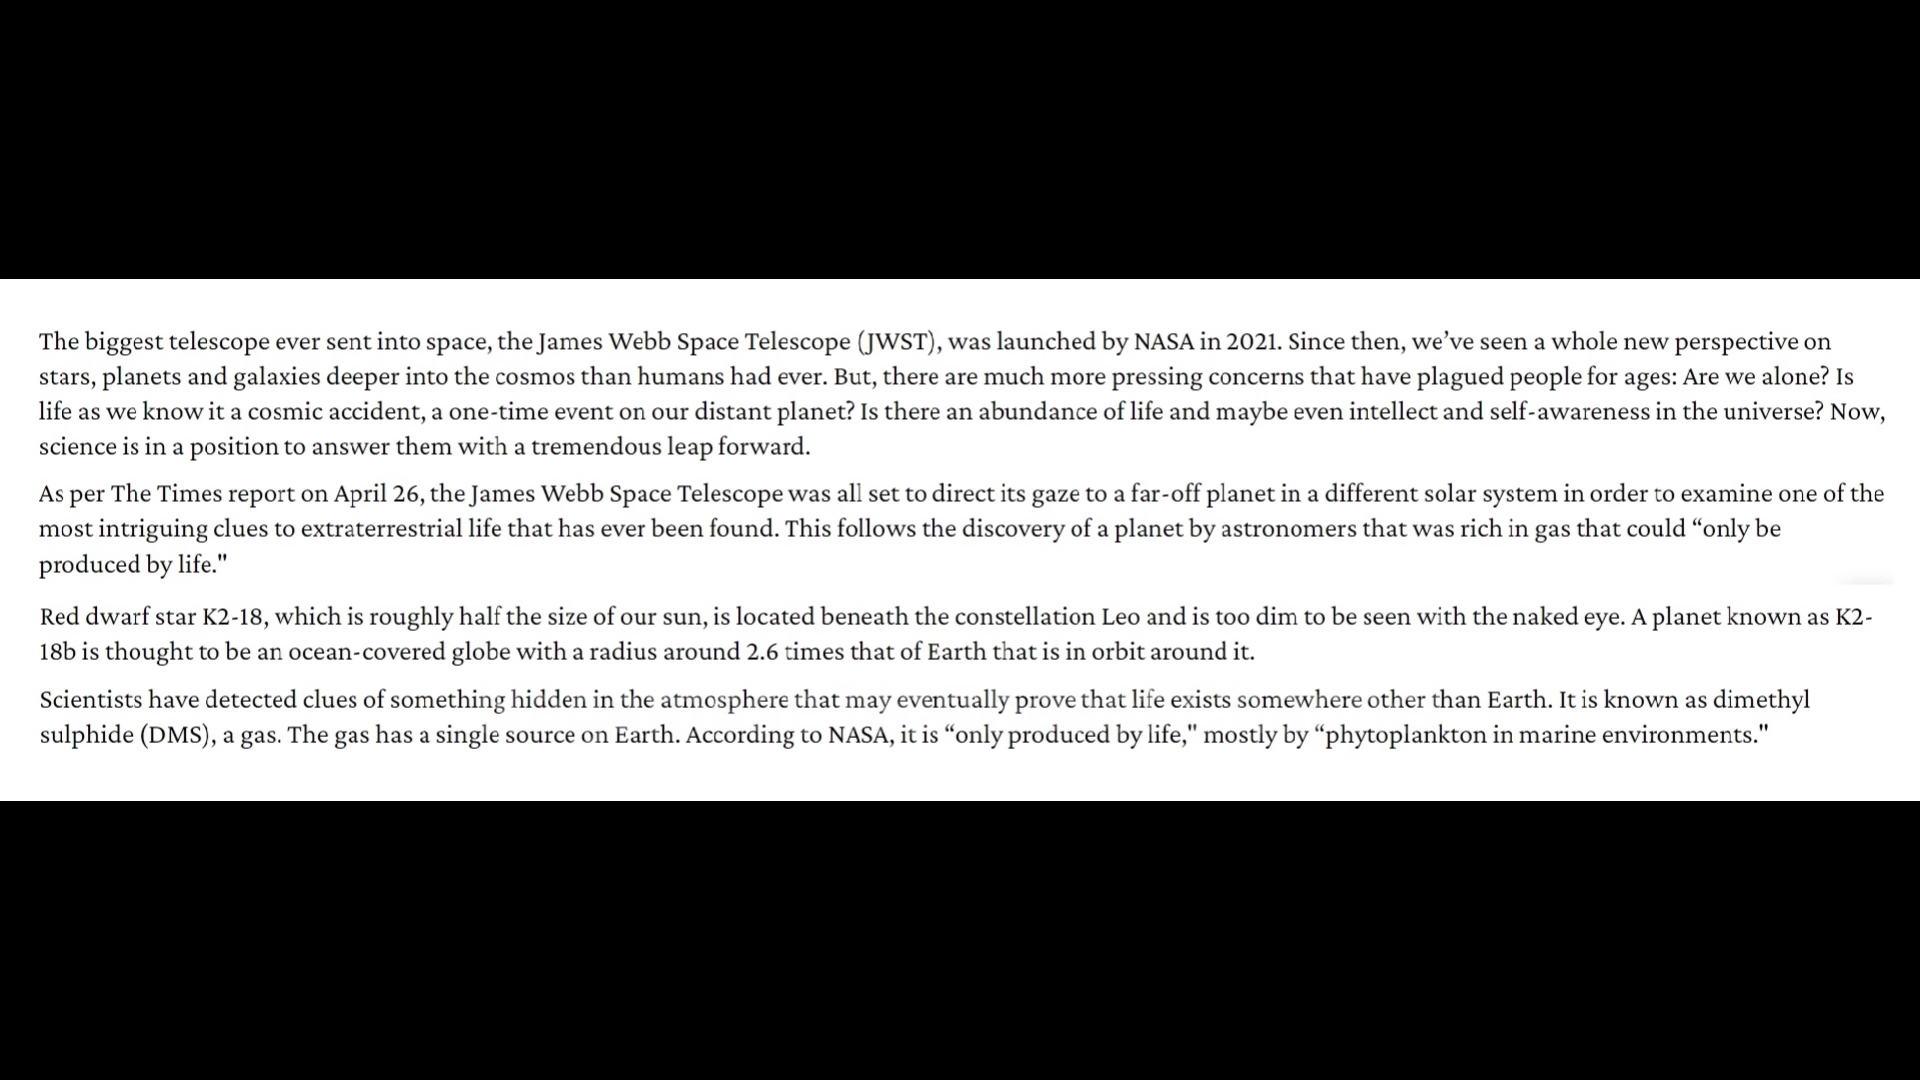 The biggest telescope ever sent into space, the James Webb Space Telescope (JWST), was launched by NASA in 2021. Since then, we’ve seen a whole new perspective on
stars, planets and galaxies deeper into the cosmos than humans had ever. But, there are much more pressing concerns that have plagued people for ages: Are we alone? Is
life as we know it a cosmic accident, a one-time event on our distant planet? Is there an abundance of life and maybe even intellect and self-awareness in the universe? Now,
science is in a position to answer them with a tremendous leap forward.
As per The Times report on April 26, the James Webb Space Telescope was all set to direct its gaze to a far-off planet in a different solar system in order to examine one of the
most intriguing clues to extraterrestrial life that has ever been found. This follows the discovery of a planet by astronomers that was rich in gas that could “only be
produced by life."
Red dwarf star K2-18, which is roughly half the size of our sun, is located beneath the constellation Leo and is too dim to be seen with the naked eye. A planet known as K2-
18b is thought to be an ocean-covered globe with a radius around 2.6 times that of Earth that is in orbit around it.
Scientists have detected clues of something hidden in the atmosphere that may eventually prove that life exists somewhere other than Earth. It is known as dimethyl
sulphide (DMS), a gas. The gas has a single source on Earth. According to NASA, it is “only produced by life," mostly by “phytoplankton in marine environments."